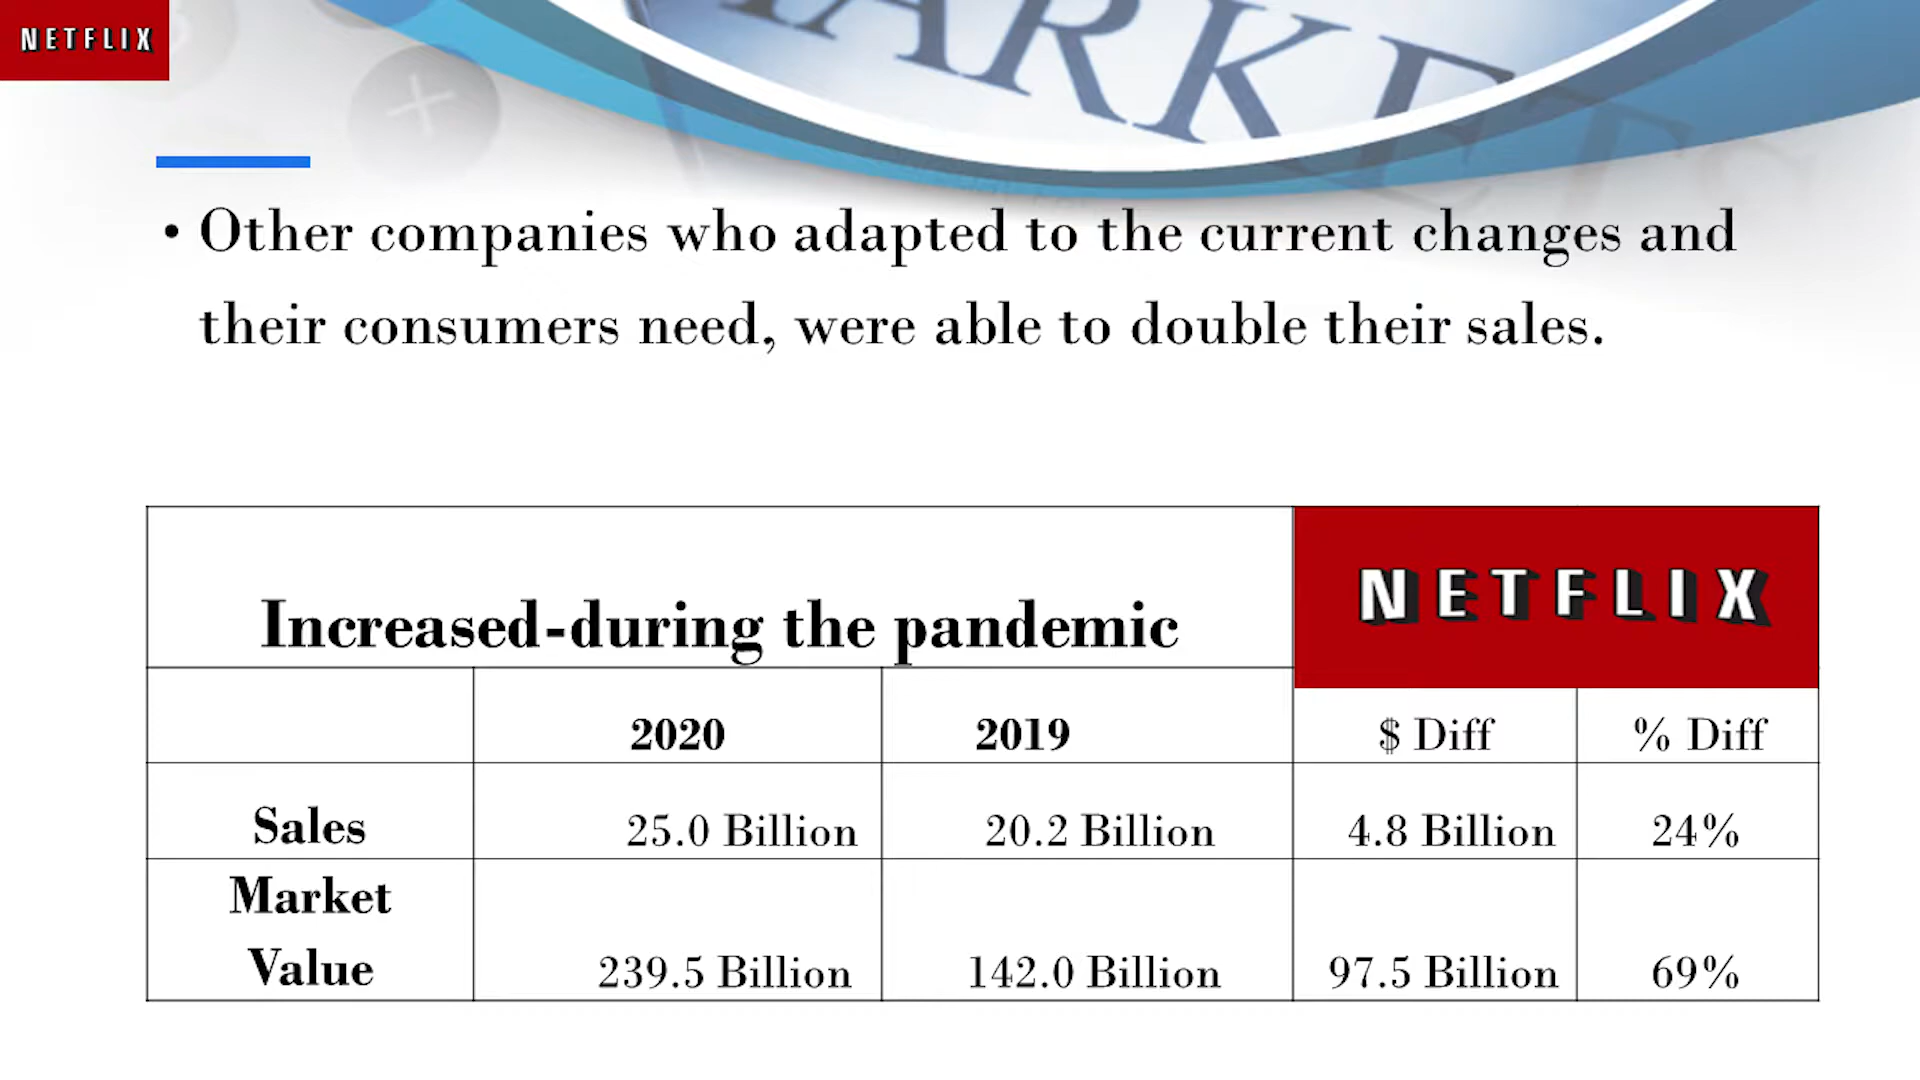 NETFLIX
MARKETS
• Other companies who adapted to the current changes and
their consumers need, were able to double their sales.
Increased-during the pandemic
NETFLIX
2020 2019 $ Diff % Diff
Sales 25.0 Billion 20.2 Billion 4.8 Billion 24%
Market
Value 239.5 Billion 142.0 Billion 97.5 Billion 69%